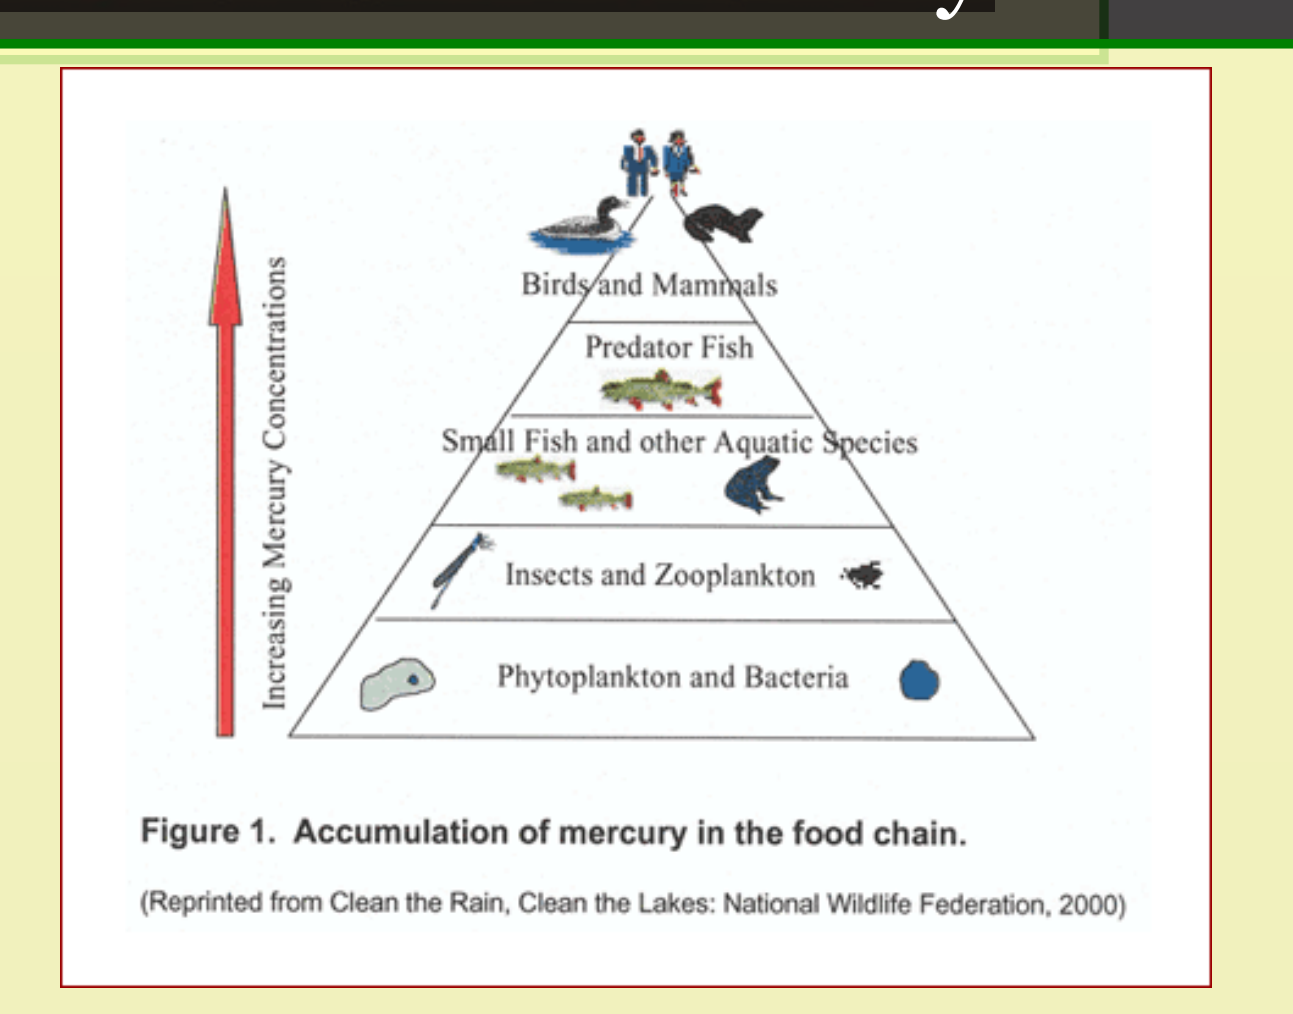 Birds and Mammals
Predator Fish
Small Fish and other Aquatic Species
Insects and Zooplankton
Phytoplankton and Bacteria
Increasing Mercury Concentrations
Figure 1. Accumulation of mercury in the food chain.
(Reprinted from Clean the Rain, Clean the Lakes: National Wildlife Federation, 2000)